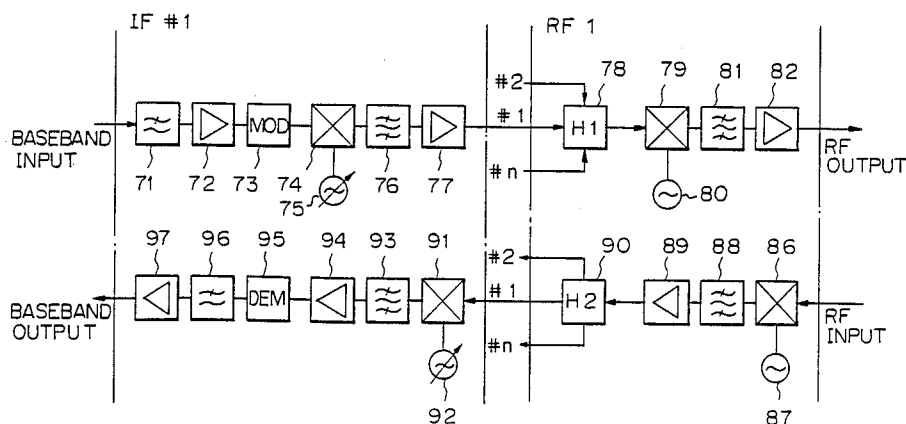 IF #1
RF 1
78 79 81 82
#2
#1
#n
H1
MOD
BASEBAND
INPUT
RF
OUTPUT
71 72 73 74 75 76 77
80
97 96 95 94 93 91
90 89 88 86
#2
#1
#n
H2
DEM
BASEBAND
OUTPUT
RF
INPUT
92
87